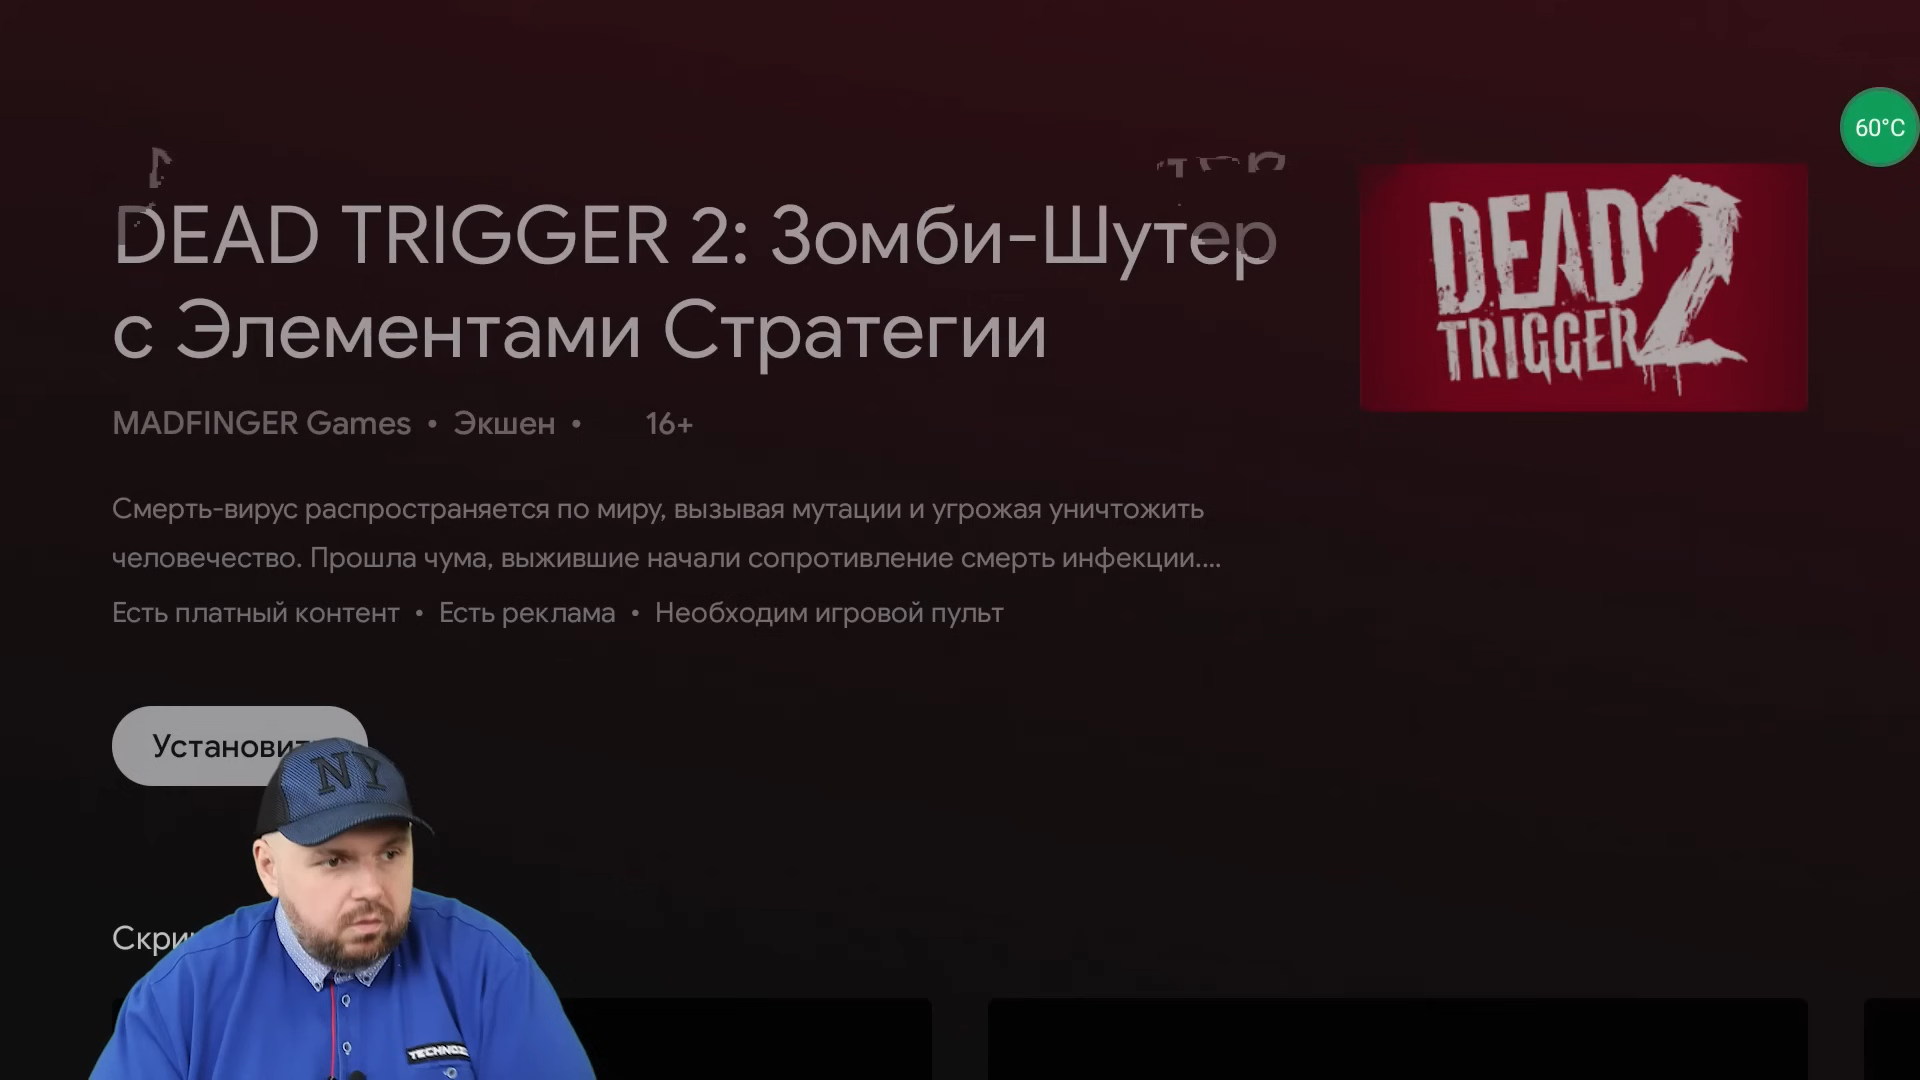 60°C
DEAD TRIGGER 2: Зомби-Шутер
с Элементами Стратегии
DEAD
TRIGGER 2
MADFINGER Games • Экшен • 16+
Смерть-вирус распространяется по миру, вызывая мутации и угрожая уничтожить
человечество. Прошла чума, выжившие начали сопротивление смерть инфекции....
Есть платный контент • Есть реклама • Необходим игровой пульт
Установить
NY